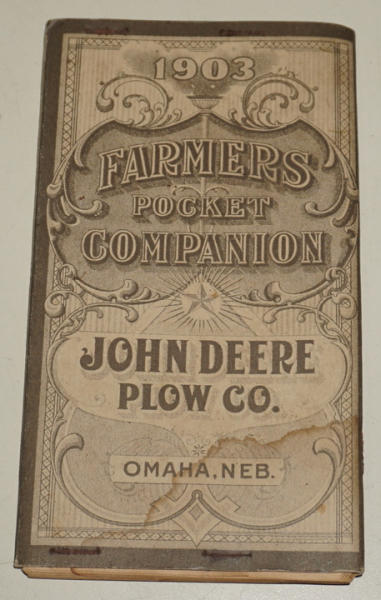 1903
FARMERS
POCKET
COMPANION
JOHN DEERE
PLOW CO.
OMAHA, NEB.